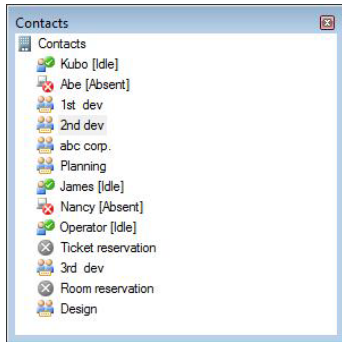 Contacts
Contacts
Kubo [Idle]
Abe [Absent]
1st dev
2nd dev
abc corp.
Planning
James [Idle]
Nancy [Absent]
Operator [Idle]
Ticket reservation
3rd dev
Room reservation
Design